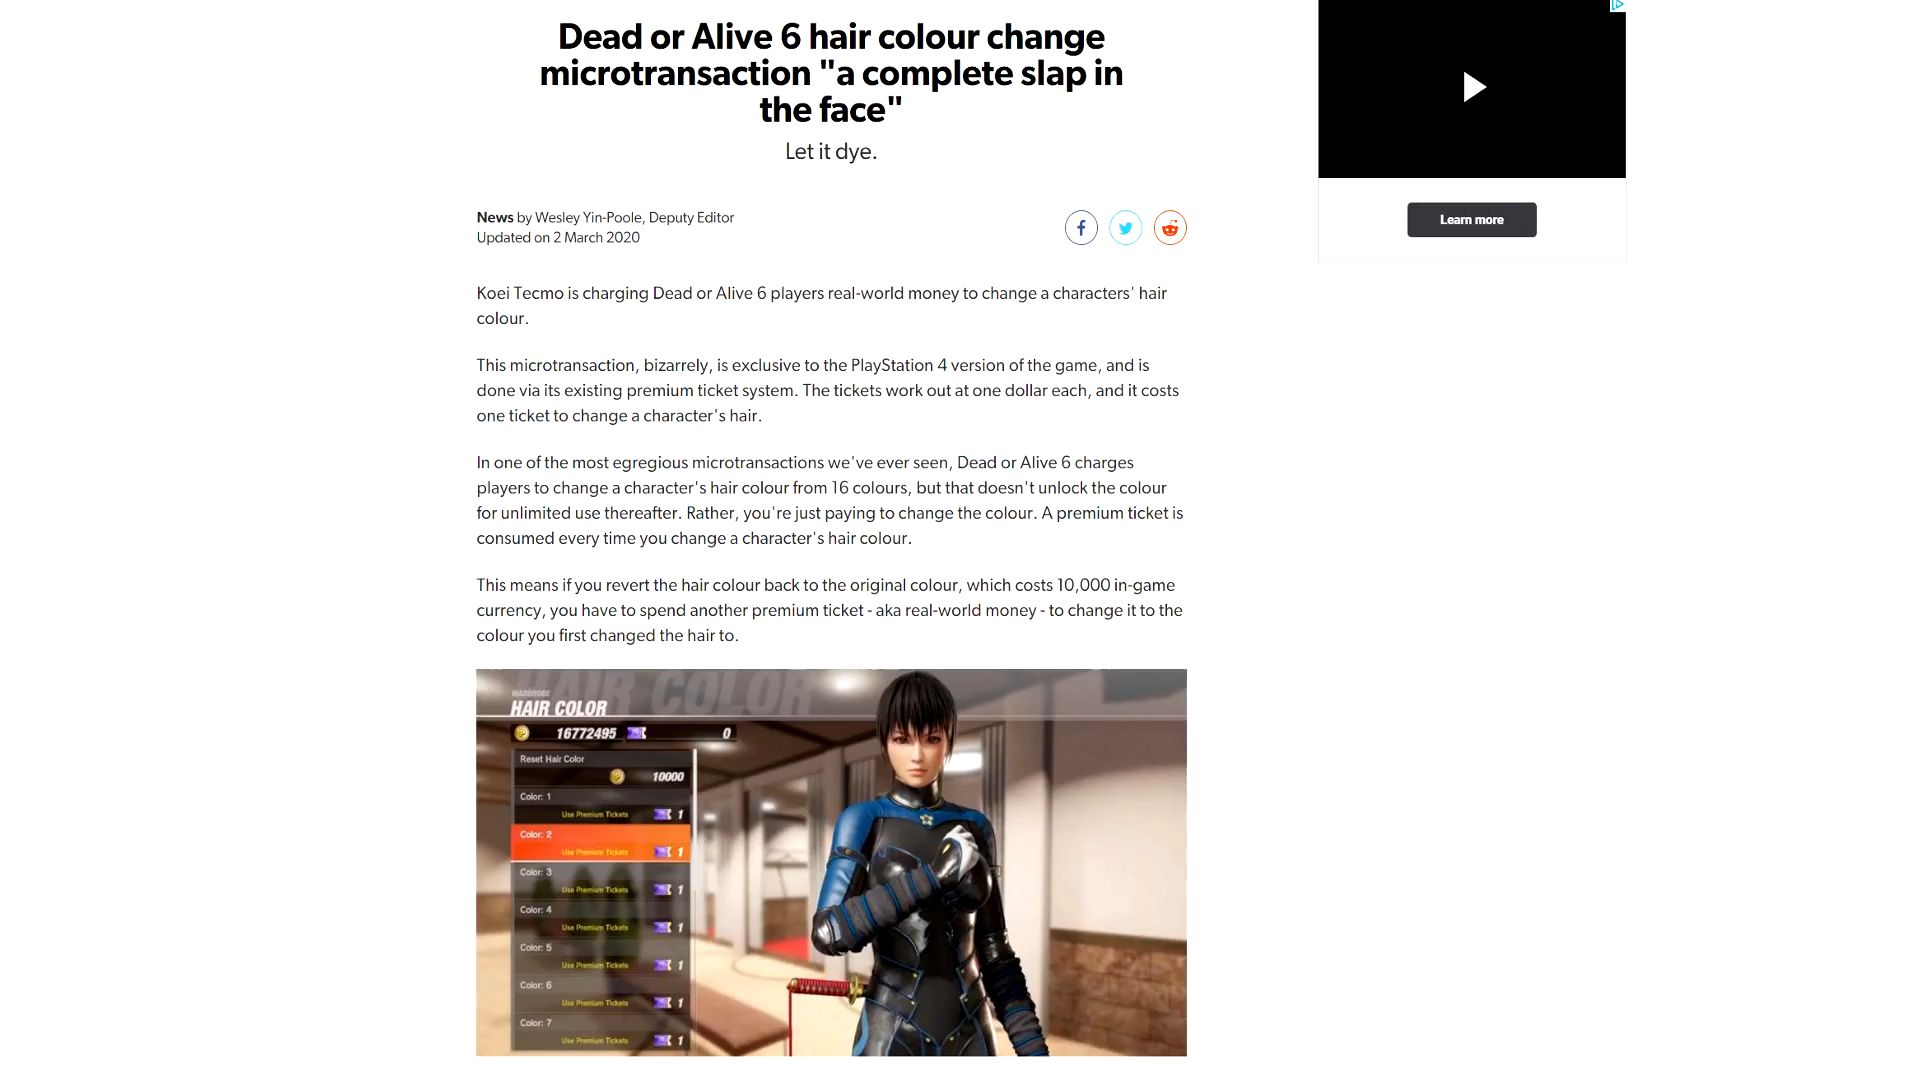 Dead or Alive 6 hair colour change
microtransaction "a complete slap in
the face"
Let it dye.
News by Wesley Yin-Poole, Deputy Editor
Updated on 2 March 2020
Learn more
Koei Tecmo is charging Dead or Alive 6 players real-world money to change a characters' hair
colour.
This microtransaction, bizarrely, is exclusive to the PlayStation 4 version of the game, and is
done via its existing premium ticket system. The tickets work out at one dollar each, and it costs
one ticket to change a character's hair.
In one of the most egregious microtransactions we've ever seen, Dead or Alive 6 charges
players to change a character's hair colour from 16 colours, but that doesn't unlock the colour
for unlimited use thereafter. Rather, you're just paying to change the colour. A premium ticket is
consumed every time you change a character's hair colour.
This means if you revert the hair colour back to the original colour, which costs 10,000 in-game
currency, you have to spend another premium ticket - aka real-world money - to change it to the
colour you first changed the hair to.
HAIR COLOR
WARDROBE
HAIR COLOR
16772495 0
Reset Hair Color
10000
Color: 1
Use Premium Tickets 1
Color: 2
Use Premium Tickets 1
Color: 3
Use Premium Tickets 1
Color: 4
Use Premium Tickets 1
Color: 5
Use Premium Tickets 1
Color: 6
Use Premium Tickets 1
Color: 7
Use Premium Tickets 1